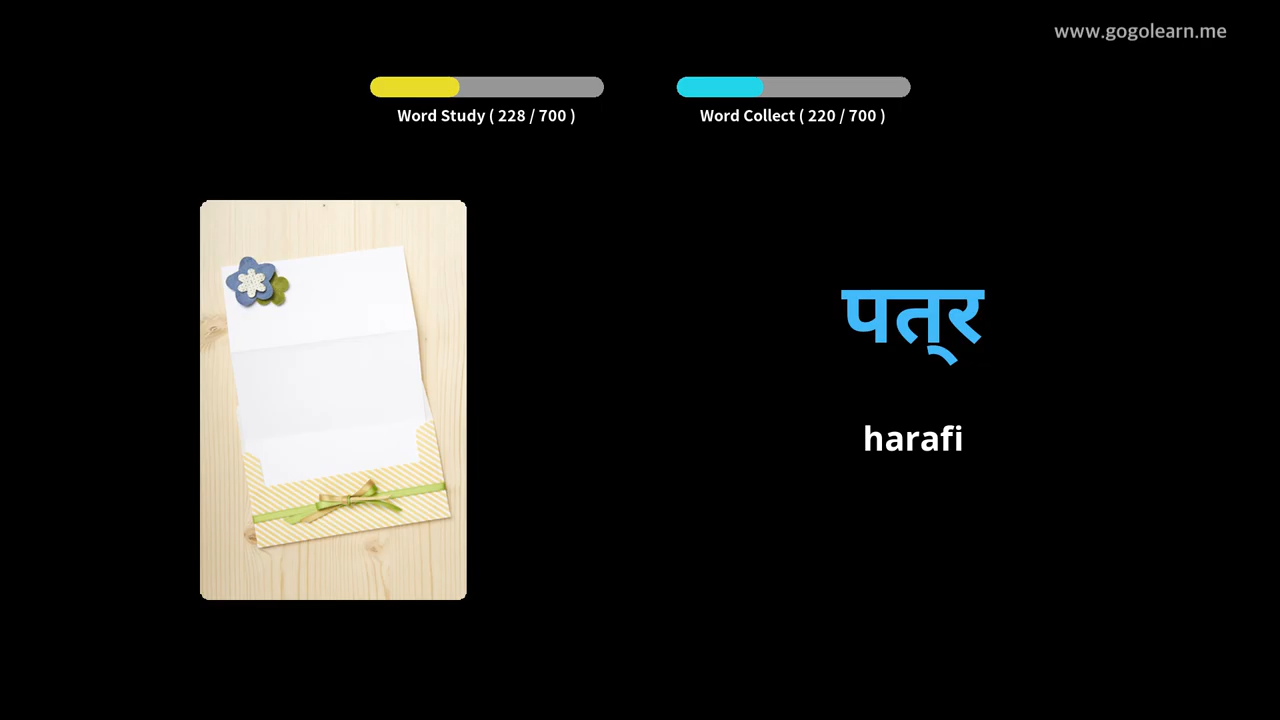 www.gogolearn.me
Word Study ( 228 / 700 )
Word Collect ( 220 / 700 )
पत्र
harafi